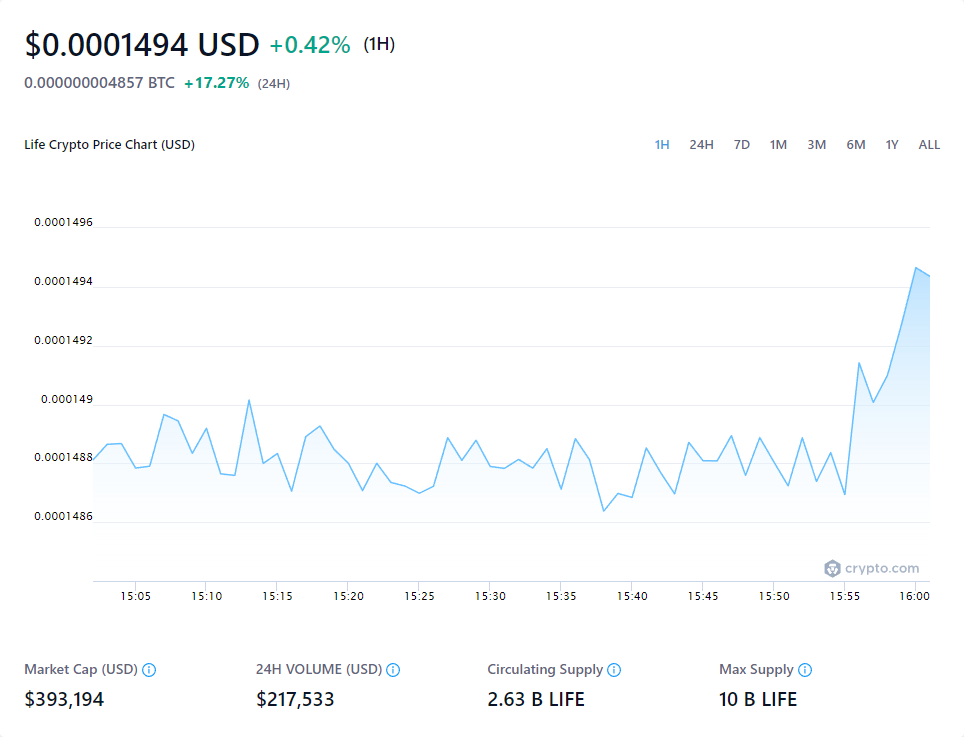 $0.0001494 USD +0.42% (1H)
0.000000004857 BTC +17.27% (24H)
Life Crypto Price Chart (USD) 1H 24H 7D 1M 3M 6M 1Y ALL
0.0001496
0.0001494
0.0001492
0.000149
0.0001488
0.0001486
crypto.com
15:05 15:10 15:15 15:20 15:25 15:30 15:35 15:40 15:45 15:50 15:55 16:00
Market Cap (USD) 24H VOLUME (USD) Circulating Supply Max Supply
$393,194 $217,533 2.63 B LIFE 10 B LIFE